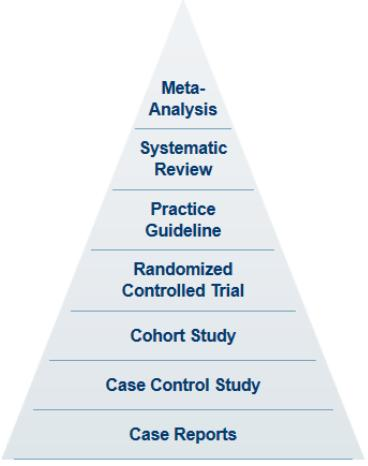 Meta-
Analysis
Systematic
Review
Practice
Guideline
Randomized
Controlled Trial
Cohort Study
Case Control Study
Case Reports